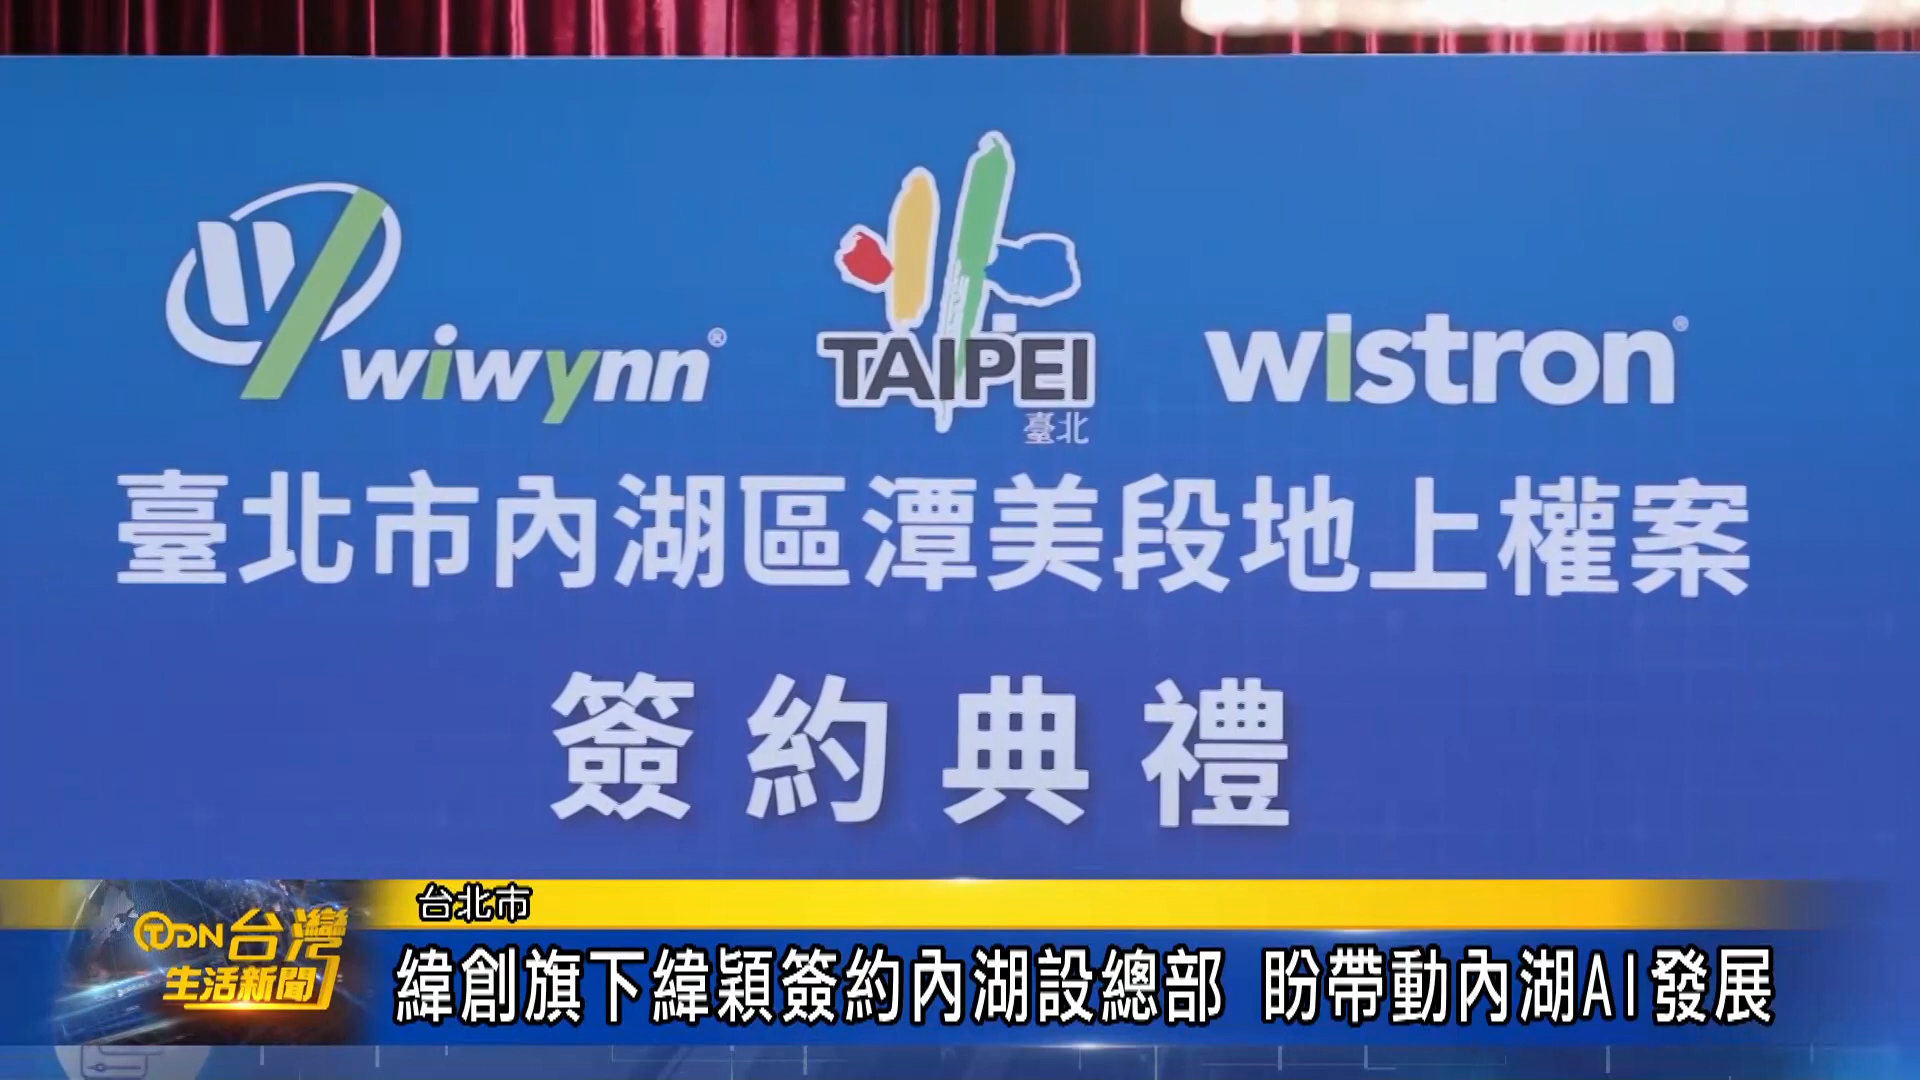 wiwynn®
TAIPEI
臺北
wistron®
臺北市內湖區潭美段地上權案
簽約典禮
台北市
TDN台灣
生活新聞
緯創旗下緯穎簽約內湖設總部 盼帶動內湖AI發展